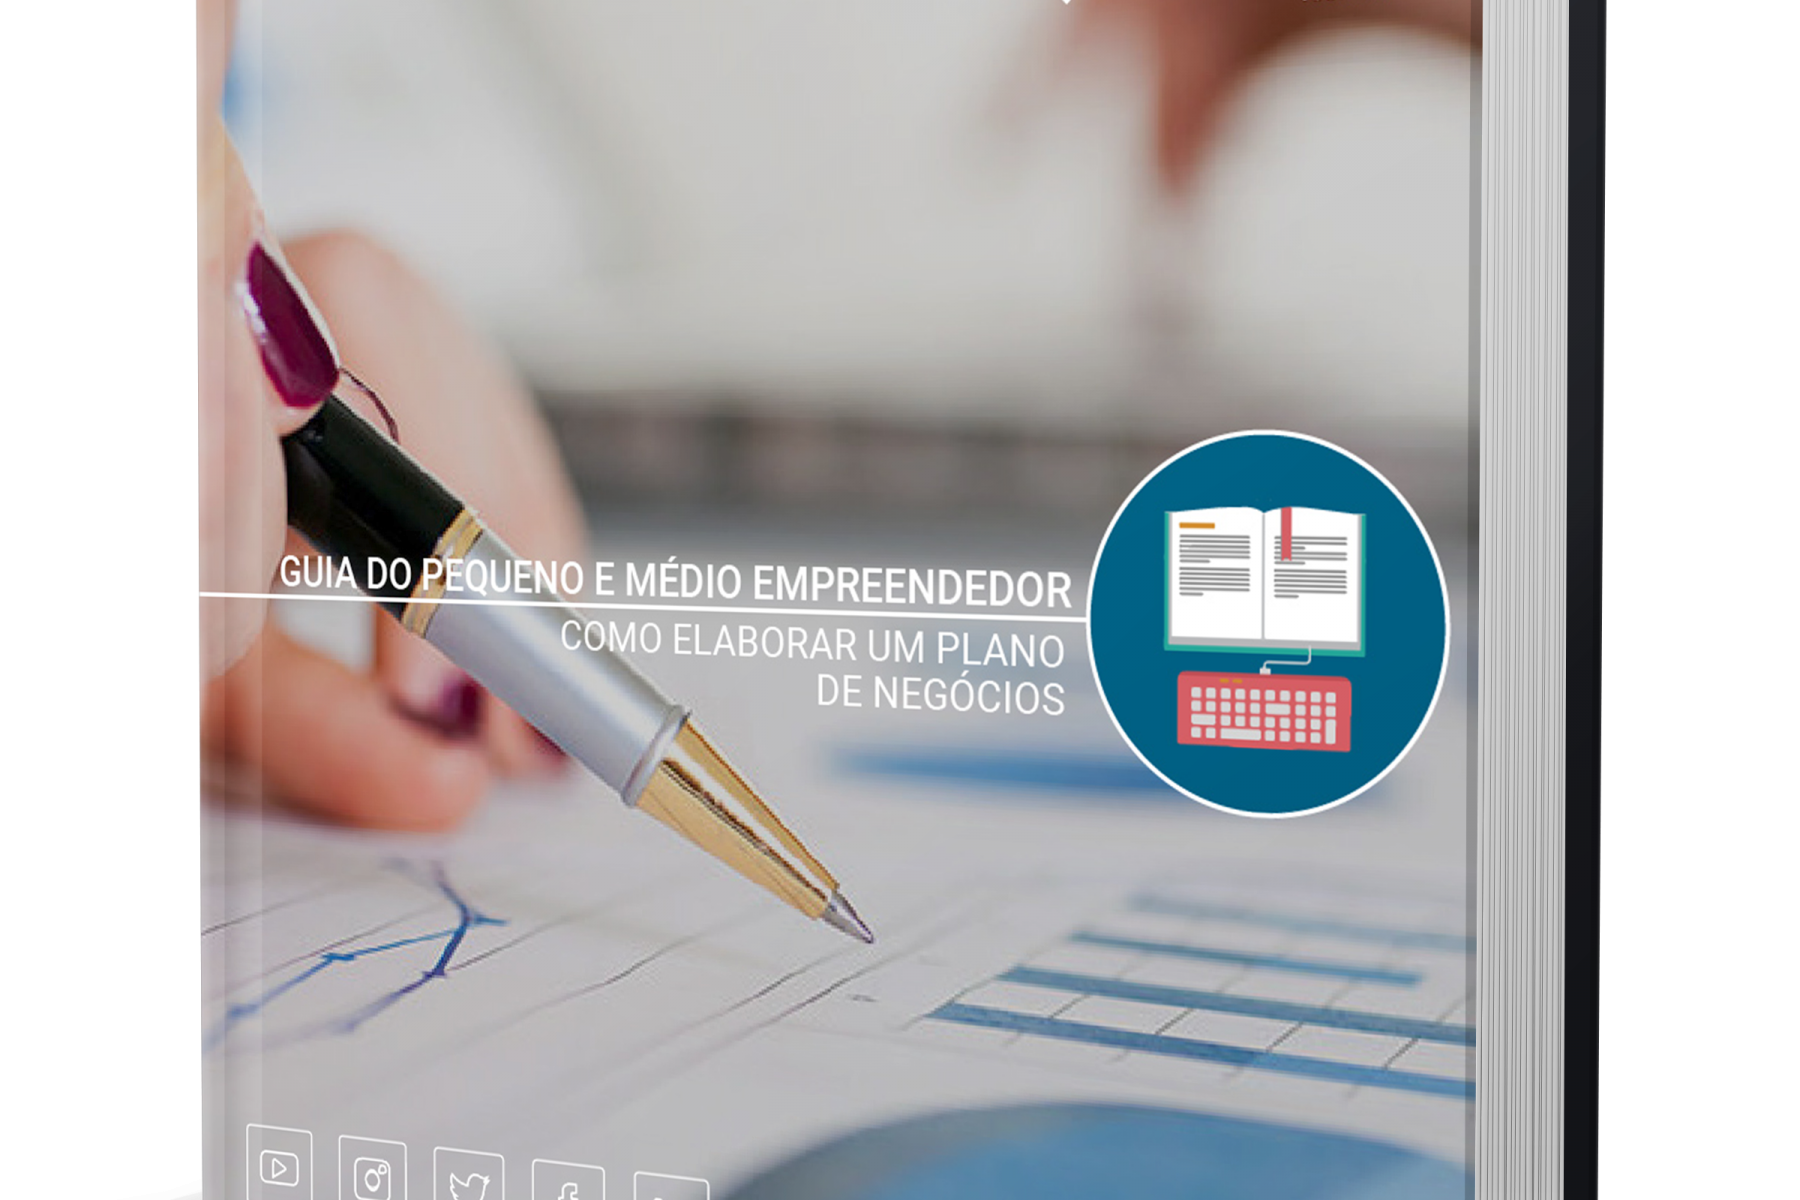 GUIA DO PEQUENO E MÉDIO EMPREENDEDOR
COMO ELABORAR UM PLANO
DE NEGÓCIOS